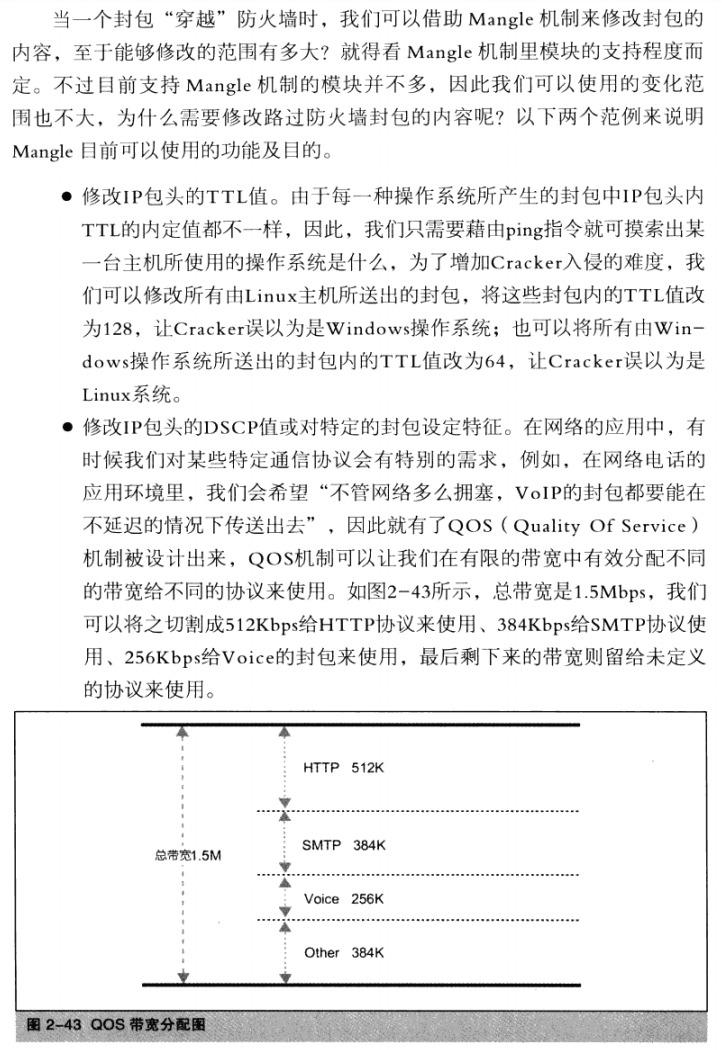 当一个封包“穿越”防火墙时，我们可以借助 Mangle 机制来修改封包的
内容，至于能够修改的范围有多大？就得看 Mangle 机制里模块的支持程度而
定。不过目前支持 Mangle 机制的模块并不多，因此我们可以使用的变化范
围也不大，为什么需要修改路过防火墙封包的内容呢？以下两个范例来说明
Mangle 目前可以使用的功能及目的。
● 修改IP包头的TTL值。由于每一种操作系统所产生的封包中IP包头内
TTL的内定值都不一样，因此，我们只需要藉由ping指令就可摸索出某
一台主机所使用的操作系统是什么，为了增加Cracker入侵的难度，我
们可以修改所有由Linux主机所送出的封包，将这些封包内的TTL值改
为128，让Cracker误以为是Windows操作系统；也可以将所有由Win-
dows操作系统所送出的封包内的TTL值改为64，让Cracker误以为是
Linux系统。
● 修改IP包头的DSCP值或对特定的封包设定特征。在网络的应用中，有
时候我们对某些特定通信协议会有特别的需求，例如，在网络电话的
应用环境里，我们会希望“不管网络多么拥塞，VoIP的封包都要能在
不延迟的情况下传送出去”，因此就有了QOS（Quality Of Service）
机制被设计出来，QOS机制可以让我们在有限的带宽中有效分配不同
的带宽给不同的协议来使用。如图2-43所示，总带宽是1.5Mbps，我们
可以将之切割成512Kbps给HTTP协议来使用、384Kbps给SMTP协议使
用、256Kbps给Voice的封包来使用，最后剩下来的带宽则留给未定义
的协议来使用。
HTTP 512K
SMTP 384K
总带宽1.5M
Voice 256K
Other 384K
图 2-43 QOS 带宽分配图